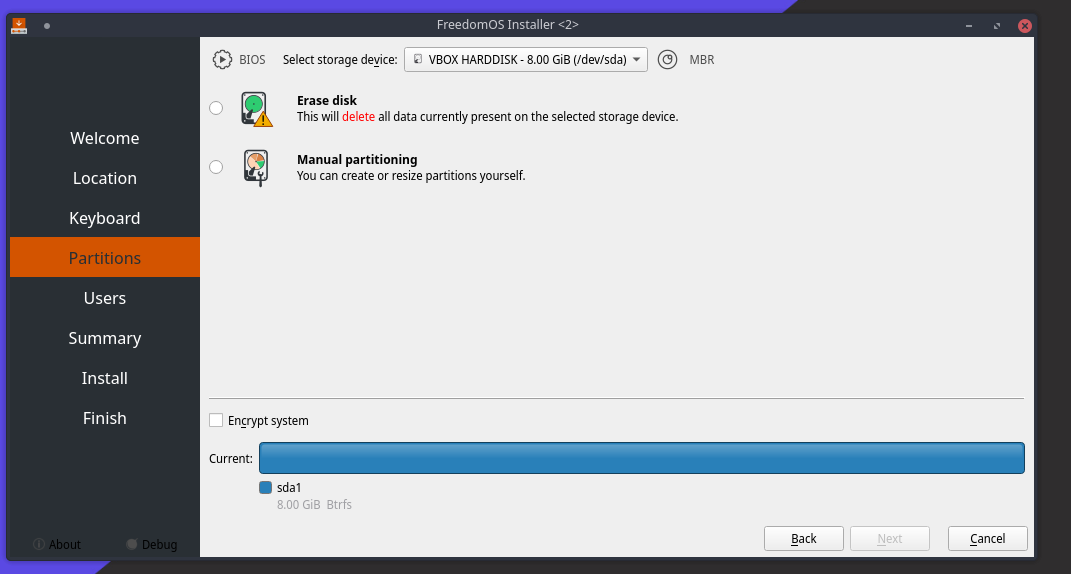 FreedomOS Installer <2>
BIOS
Select storage device:
VBOX HARDDISK - 8.00 GiB (/dev/sda)
MBR
Welcome
Location
Keyboard
Partitions
Users
Summary
Install
Finish
About
Debug
Erase disk
This will delete all data currently present on the selected storage device.
Manual partitioning
You can create or resize partitions yourself.
Encrypt system
Current:
sda1
8.00 GiB Btrfs
Back
Next
Cancel